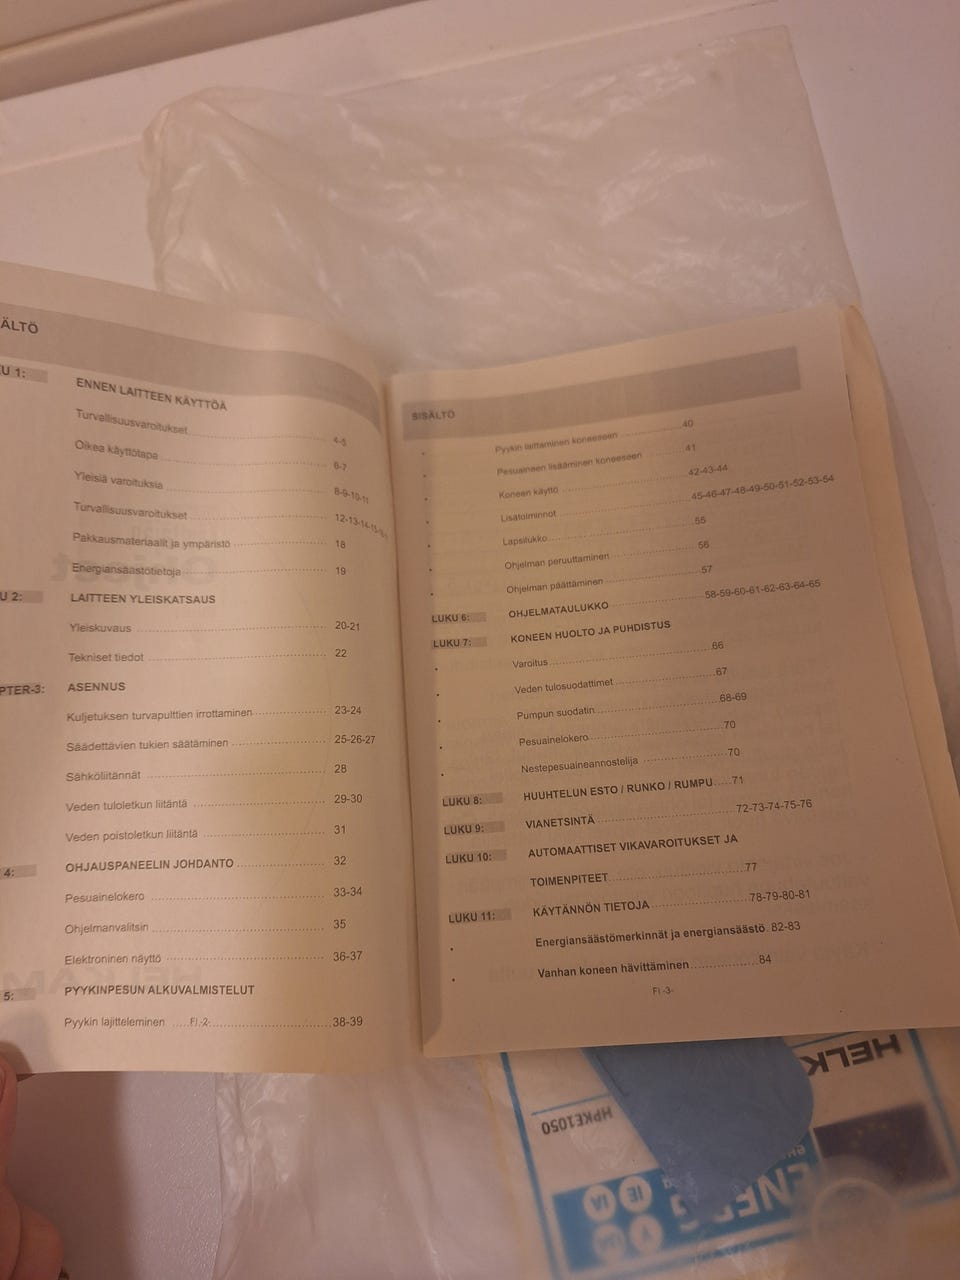 ÄLTÖ
U 1:
ENNEN LAITTEEN KÄYTTÖÄ
Turvallisuusvaroitukset 4-5
Oikea käyttötapa 6-7
Yleisiä varoituksia 8-9-10-11
Turvallisuusvaroitukset 12-13-14-15-
Pakkausmateriaalit ja ympäristö 18
Energiansäästötietoja 19
U 2: LAITTEEN YLEISKATSAUS
Yleiskuvaus 20-21
Tekniset tiedot 22
PTER-3: ASENNUS
Kuljetuksen turvapulttien irrottaminen 23-24
Säädettävien tukien säätäminen 25-26-27
Sähköliitännät 28
Veden tuloletkun liitäntä 29-30
Veden poistoletkun liitäntä 31
4: OHJAUSPANEELIN JOHDANTO 32
Pesuainelokero 33-34
Ohjelmanvalitsin 35
Elektroninen näyttö 36-37
5: PYYKINPESUN ALKUVALMISTELUT
Pyykin lajitteleminen 38-39
FI -2-
SISÄLTÖ
Pyykin laittaminen koneeseen 40
Pesuaineen lisääminen koneeseen 41
Koneen käyttö 42-43-44
Lisätoiminnot 45-46-47-48-49-50-51-52-53-54
Lapsilukko 55
Ohjelman peruuttaminen 56
Ohjelman päättäminen 57
LUKU 6: OHJELMATAULUKKO 58-59-60-61-62-63-64-65
LUKU 7: KONEEN HUOLTO JA PUHDISTUS
Varoitus 66
Veden tulosuodattimet 67
Pumpun suodatin 68-69
Pesuainelokero 70
Nestepesuaineannostelija 70
LUKU 8: HUUHTELUN ESTO / RUNKO / RUMPU 71
LUKU 9: VIANETSINTÄ 72-73-74-75-76
LUKU 10: AUTOMAATTISET VIKAVAROITUKSET JA
TOIMENPITEET 77
LUKU 11: KÄYTÄNNÖN TIETOJA 78-79-80-81
Energiansäästömerkinnät ja energiansäästö 82-83
Vanhan koneen hävittäminen 84
FI -3-
HELK
HPKE1050
ENER
IE IA